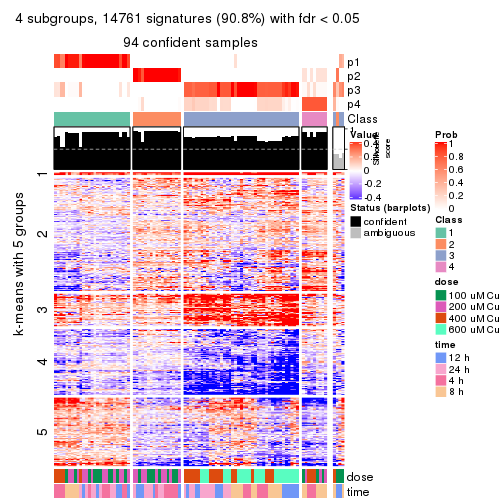 4 subgroups, 14761 signatures (90.8%) with fdr < 0.05
94 confident samples
p1
p2
p3
p4
Class
1
Silhouette
score
k-means with 5 groups
1
2
3
4
5
dose
time
Value
0.4
0.2
0
-0.2
-0.4
Status (barplots)
confident
ambiguous
Prob
1
0.8
0.6
0.4
0.2
0
Class
1
2
3
4
dose
100 uM Cu
200 uM Cu
400 uM Cu
600 uM Cu
time
12 h
24 h
4 h
8 h